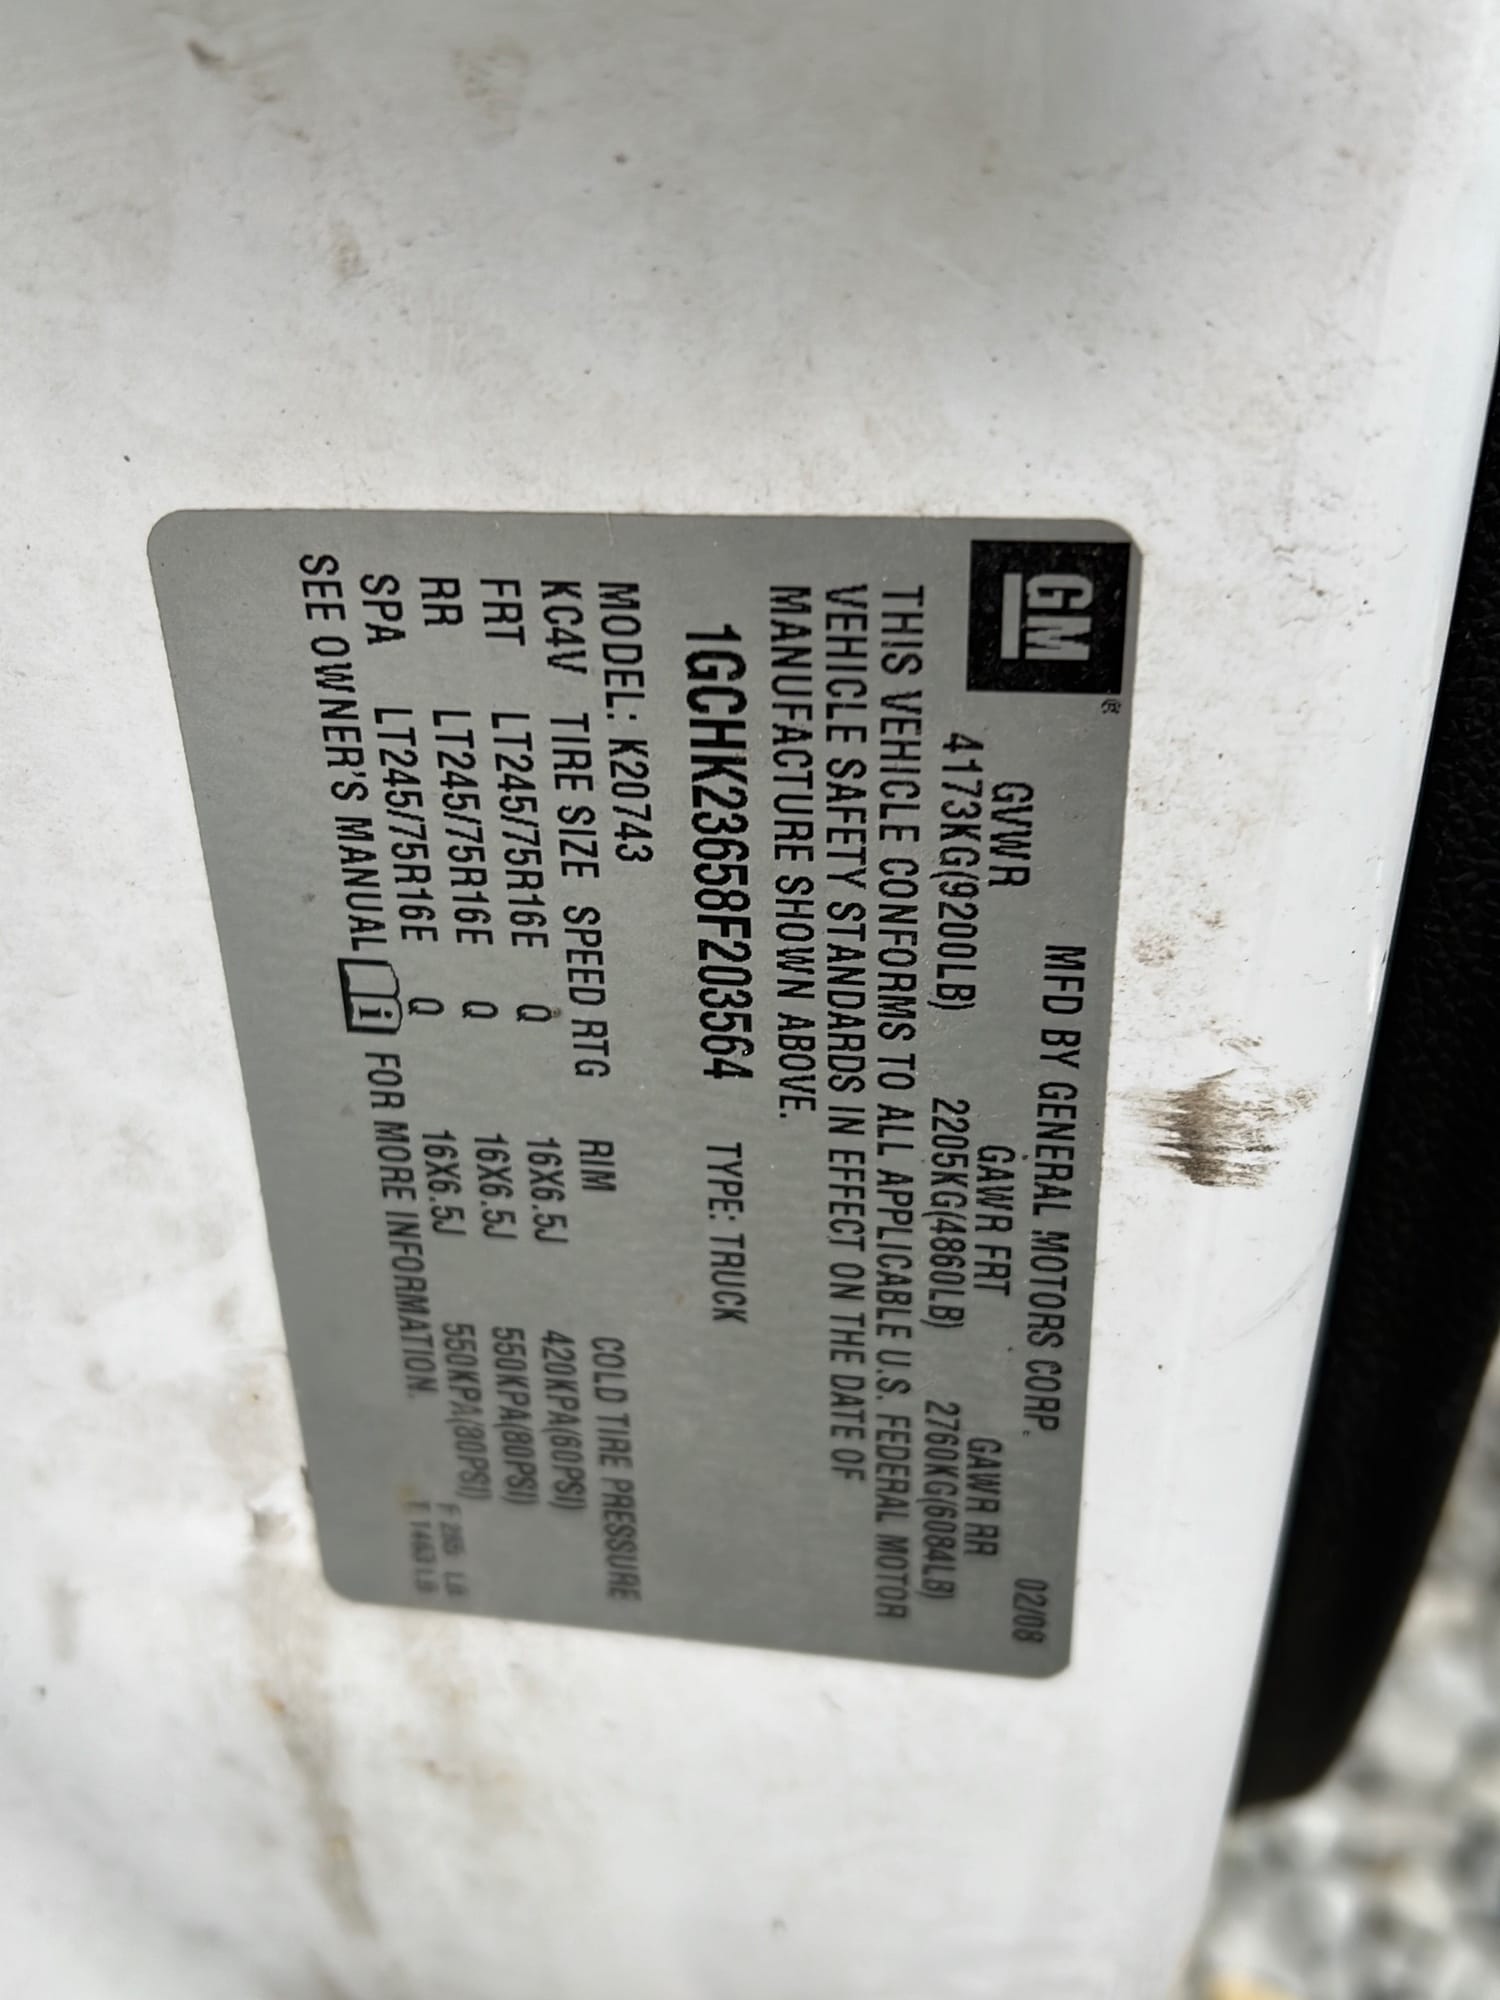 GM®
MFD BY GENERAL MOTORS CORP. 02/08
GVWR GAWR FRT GAWR RR
4173KG(9200LB) 2205KG(4860LB) 2760KG(6084LB)
THIS VEHICLE CONFORMS TO ALL APPLICABLE U.S. FEDERAL MOTOR
VEHICLE SAFETY STANDARDS IN EFFECT ON THE DATE OF
MANUFACTURE SHOWN ABOVE.
1GCHK23658F203564 TYPE: TRUCK
MODEL: K20743
KC4V TIRE SIZE SPEED RTG RIM COLD TIRE PRESSURE
FRT LT245/75R16E Q 16X6.5J 420KPA(60PSI)
RR LT245/75R16E Q 16X6.5J 550KPA(80PSI)
SPA LT245/75R16E Q 16X6.5J 550KPA(80PSI)
SEE OWNER'S MANUAL i FOR MORE INFORMATION.